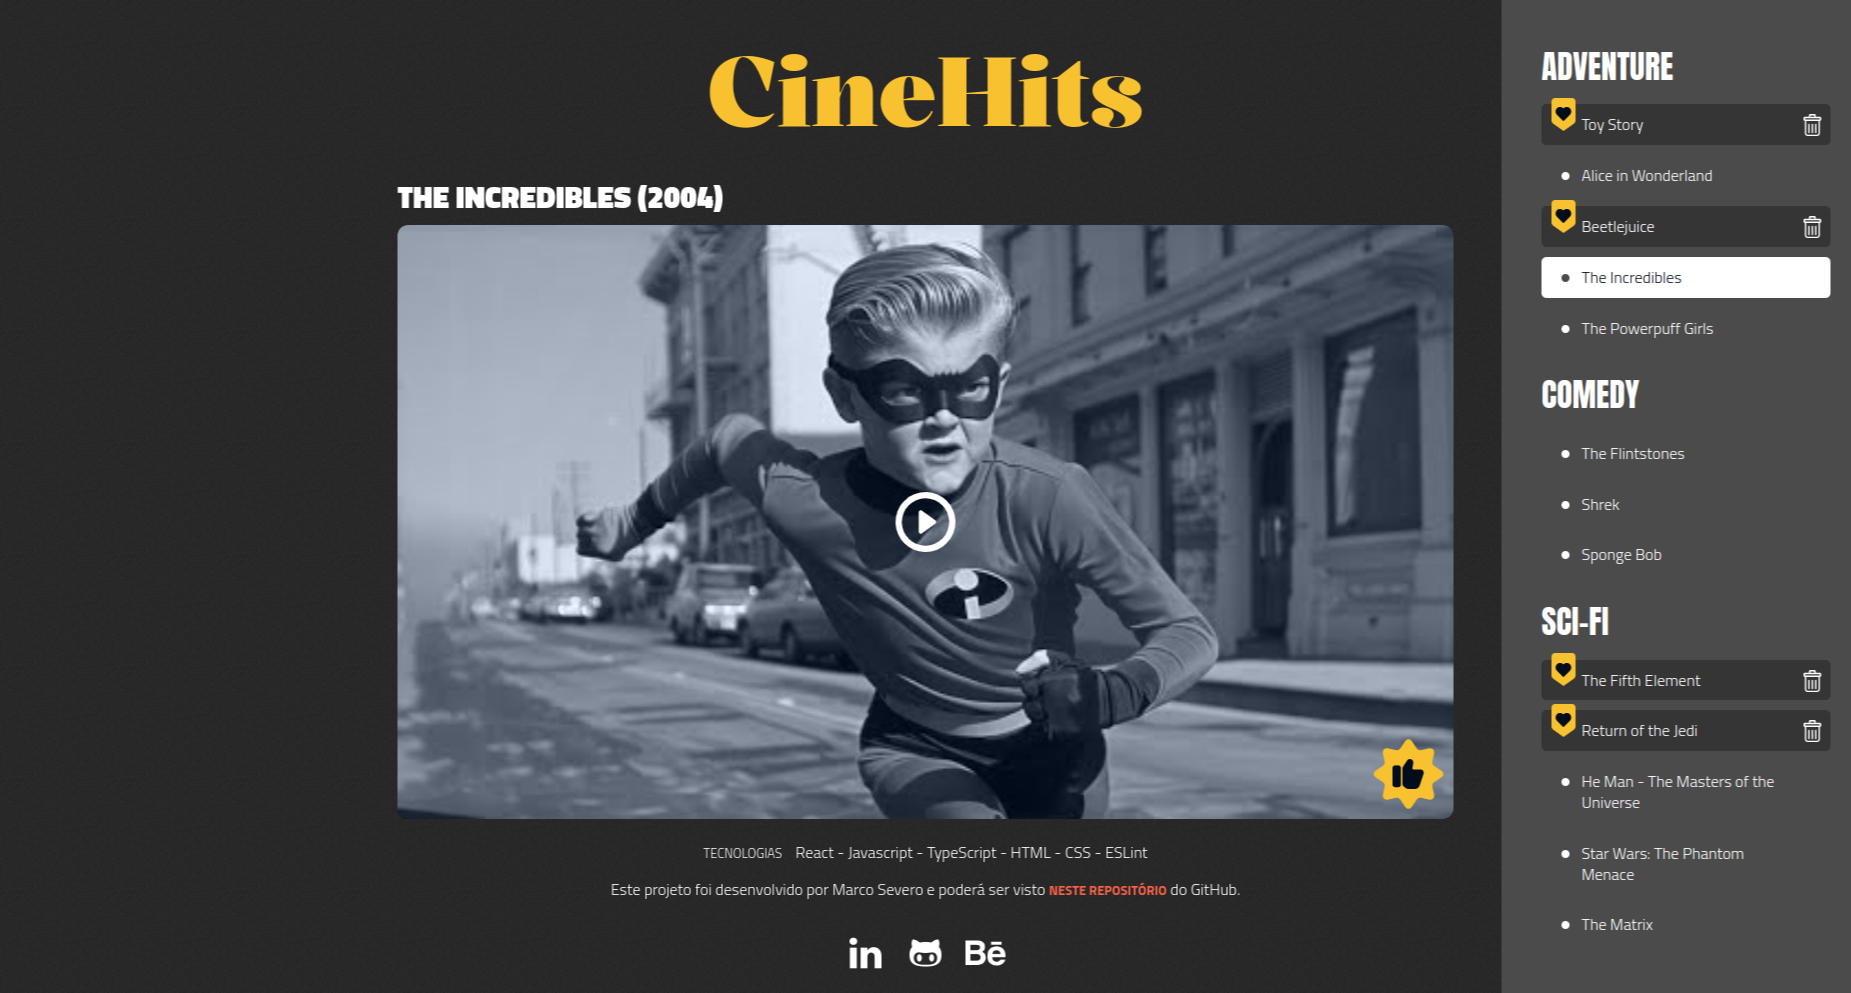 CineHits
THE INCREDIBLES (2004)
TECNOLOGIAS React - Javascript - TypeScript - HTML - CSS - ESLint
Este projeto foi desenvolvido por Marco Severo e poderá ser visto NESTE REPOSITÓRIO do GitHub.
in
Bē
ADVENTURE
Toy Story
Alice in Wonderland
Beetlejuice
The Incredibles
The Powerpuff Girls
COMEDY
The Flintstones
Shrek
Sponge Bob
SCI-FI
The Fifth Element
Return of the Jedi
He Man - The Masters of the
Universe
Star Wars: The Phantom
Menace
The Matrix